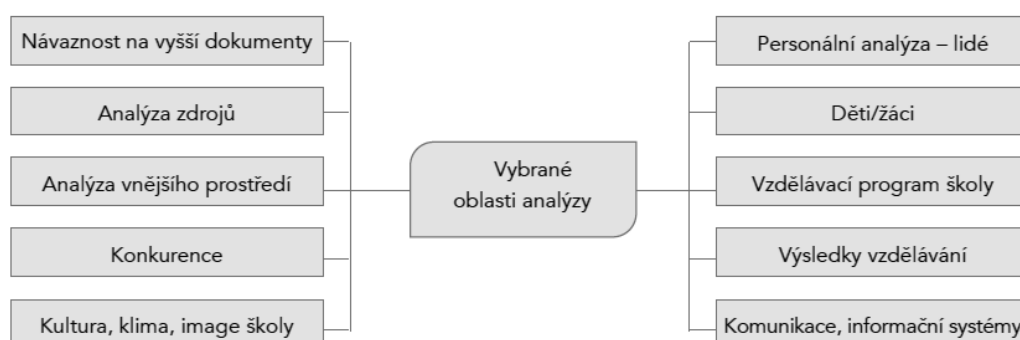 Návaznost na vyšší dokumenty
Analýza zdrojů
Analýza vnějšího prostředí
Konkurence
Kultura, klima, image školy
Vybrané
oblasti analýzy
Personální analýza – lidé
Děti/žáci
Vzdělávací program školy
Výsledky vzdělávání
Komunikace, informační systémy